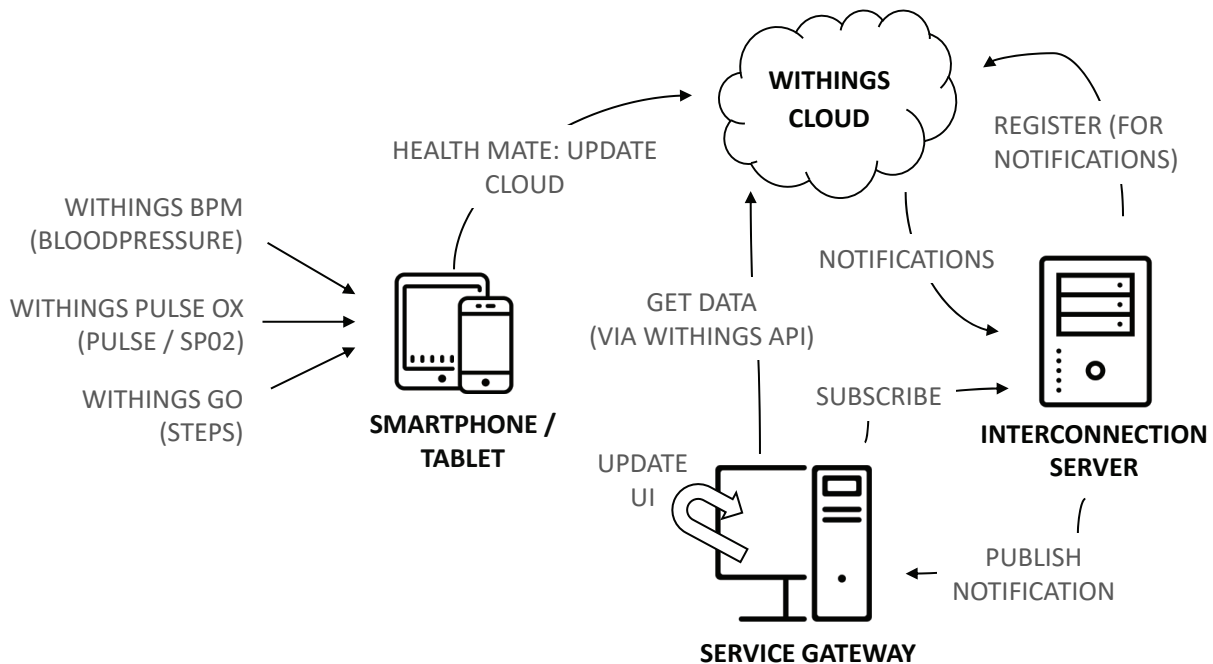 WITHINGS
CLOUD
REGISTER (FOR
NOTIFICATIONS)
HEALTH MATE: UPDATE
CLOUD
WITHINGS BPM
(BLOODPRESSURE)
NOTIFICATIONS
WITHINGS PULSE OX
(PULSE / SP02)
GET DATA
(VIA WITHINGS API)
WITHINGS GO
(STEPS)
SUBSCRIBE
SMARTPHONE /
TABLET
INTERCONNECTION
SERVER
UPDATE
UI
PUBLISH
NOTIFICATION
SERVICE GATEWAY